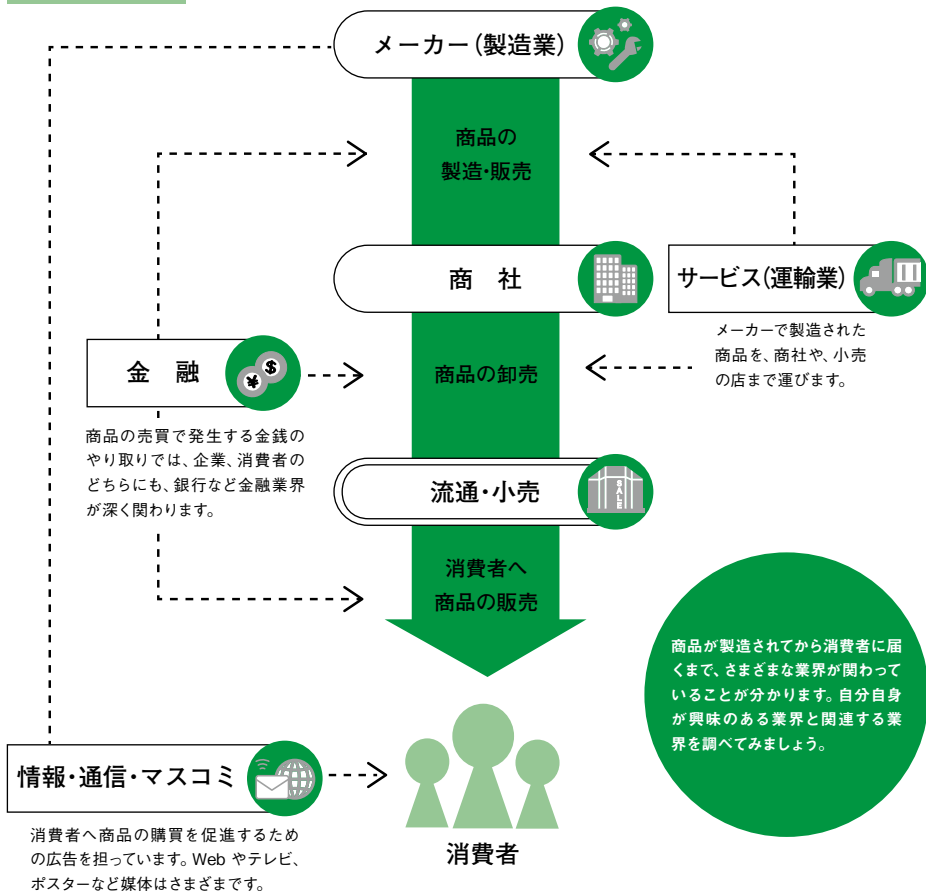 メーカー(製造業)
商品の
製造・販売
商 社
サービス(運輸業)
メーカーで製造された
商品を、商社や、小売
の店まで運びます。
金 融
¥ $
商品の卸売
商品の売買で発生する金銭の
やり取りでは、企業、消費者の
どちらにも、銀行など金融業界
が深く関わります。
流通・小売
SALE
消費者へ
商品の販売
商品が製造されてから消費者に届
くまで、さまざまな業界が関わって
いることが分かります。自分自身
が興味のある業界と関連する業
界を調べてみましょう。
情報・通信・マスコミ
消費者へ商品の購買を促進するため
の広告を担っています。Web やテレビ、
ポスターなど媒体はさまざまです。
消費者